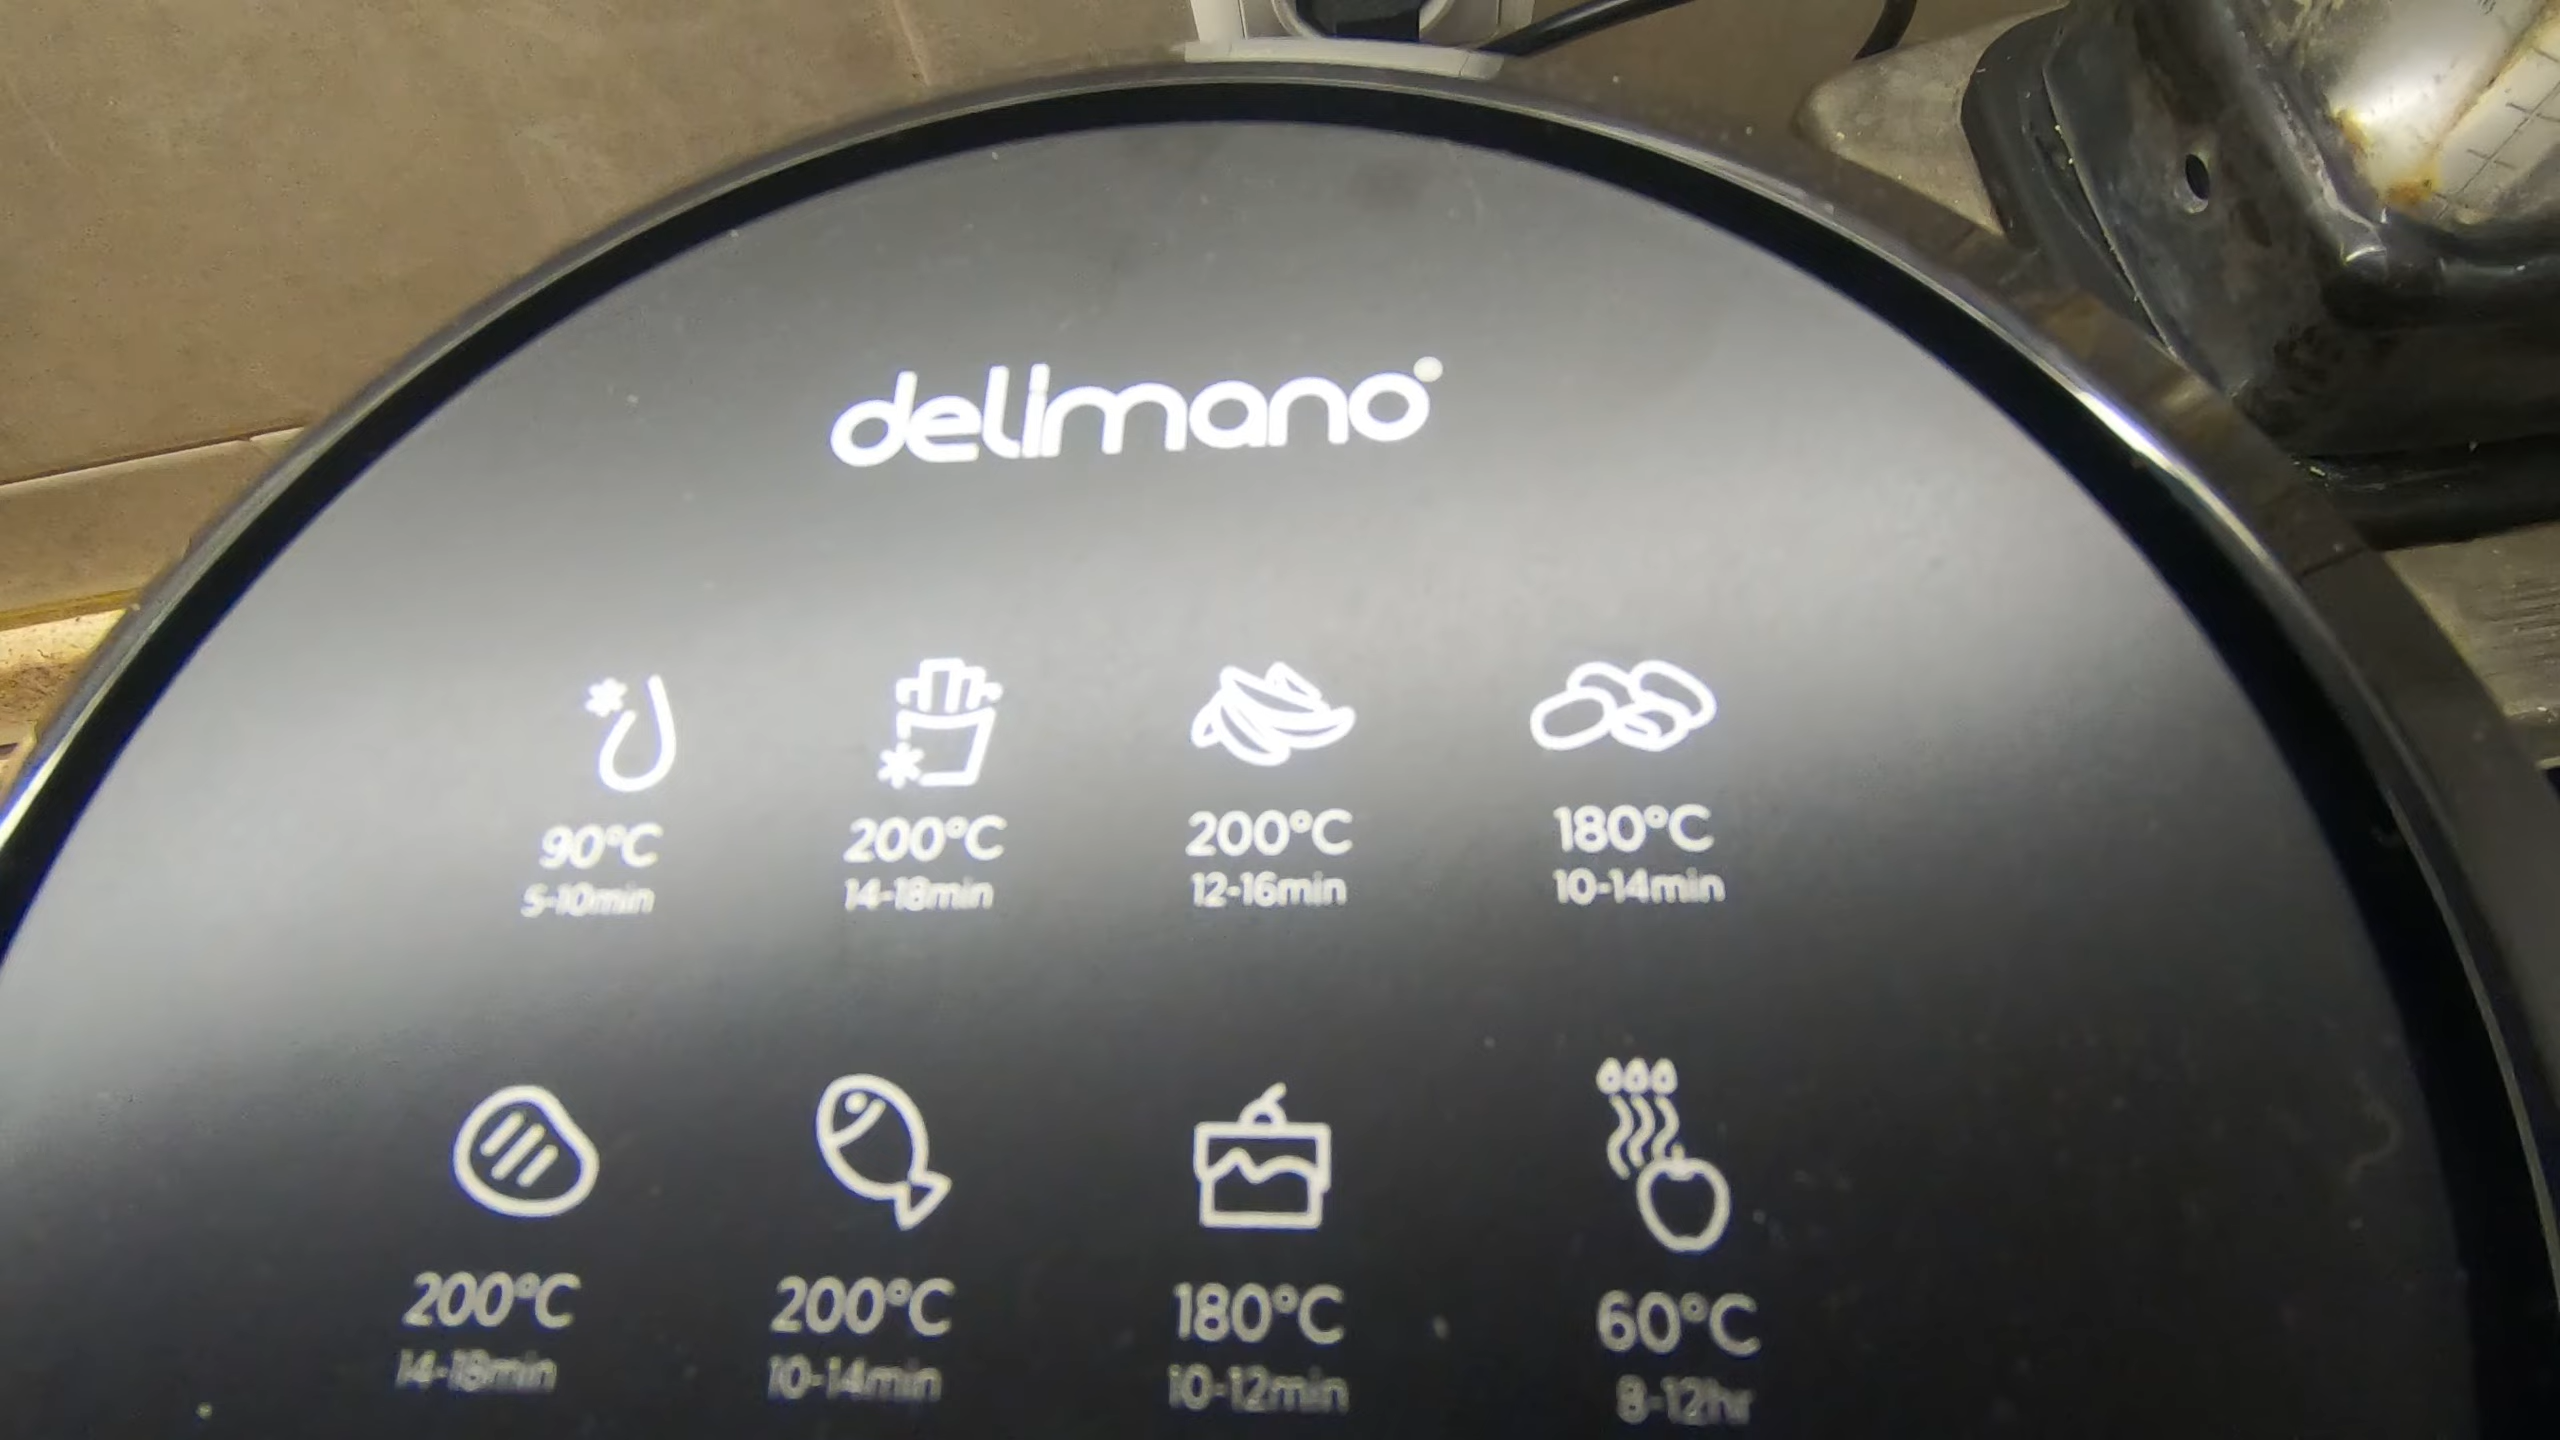 delimano
90°C 200°C 200°C 180°C
5-10min 14-18min 12-16min 10-14min
200°C 200°C 180°C 60°C
14-18min 10-14min 10-12min 8-12hr